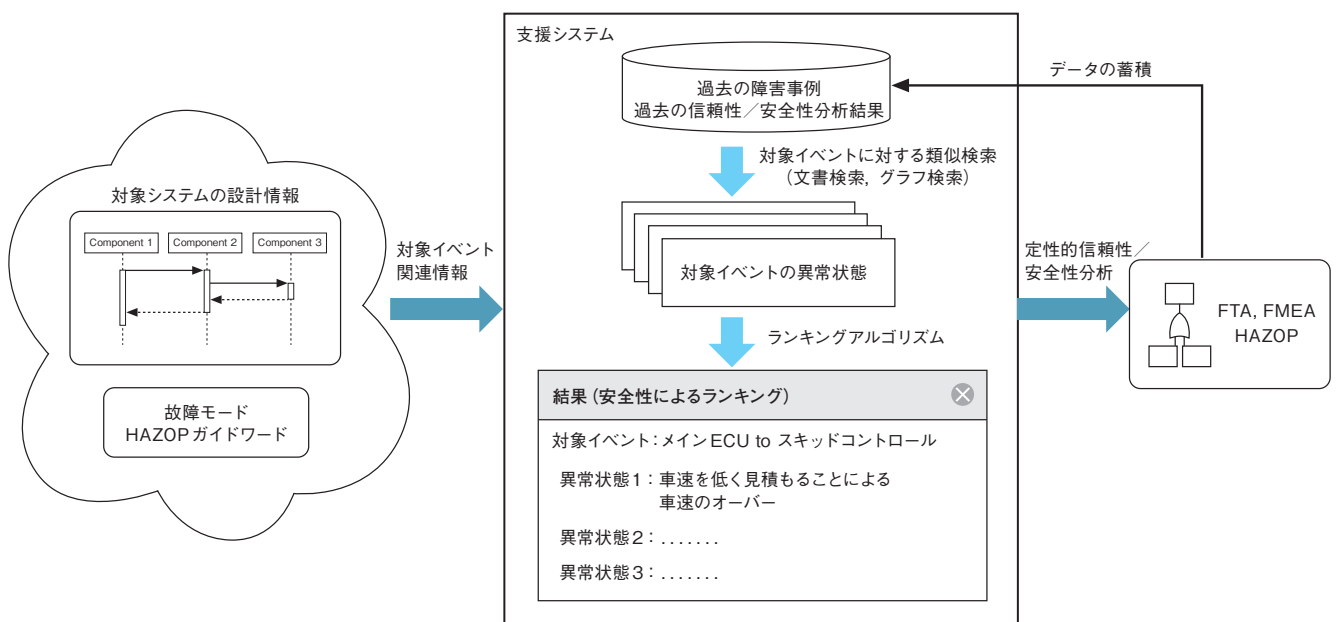 対象システムの設計情報
Component 1
Component 2
Component 3
故障モード
HAZOPガイドワード
対象イベント
関連情報
支援システム
過去の障害事例
過去の信頼性／安全性分析結果
対象イベントに対する類似検索
（文書検索，グラフ検索）
対象イベントの異常状態
ランキングアルゴリズム
結果（安全性によるランキング）
対象イベント：メインECU to スキッドコントロール
異常状態1：車速を低く見積もることによる
車速のオーバー
異常状態2：.......
異常状態3：.......
データの蓄積
定性的信頼性／
安全性分析
FTA, FMEA
HAZOP